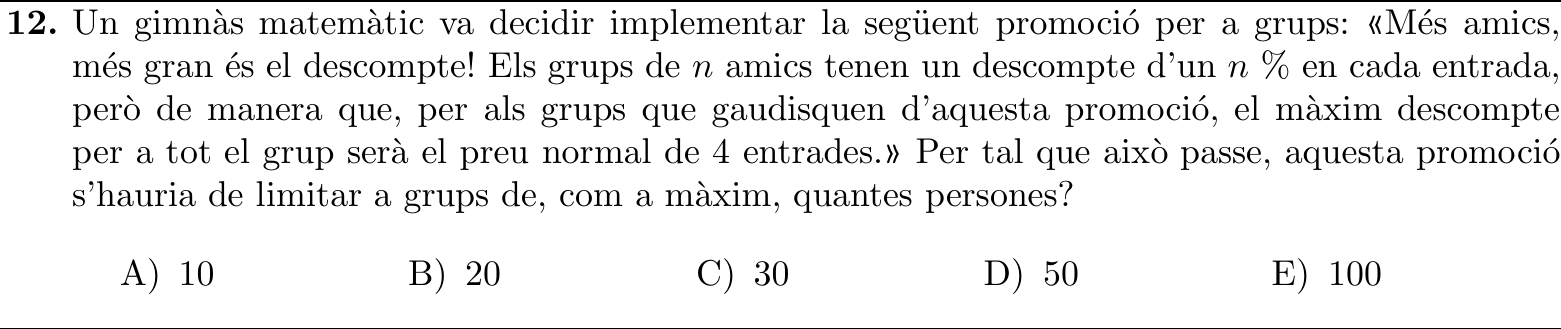 12. Un gimnàs matemàtic va decidir implementar la següent promoció per a grups: «Més amics,
més gran és el descompte! Els grups de n amics tenen un descompte d’un n % en cada entrada,
però de manera que, per als grups que gaudisquen d’aquesta promoció, el màxim descompte
per a tot el grup serà el preu normal de 4 entrades.» Per tal que això passe, aquesta promoció
s’hauria de limitar a grups de, com a màxim, quantes persones?
A) 10 B) 20 C) 30 D) 50 E) 100